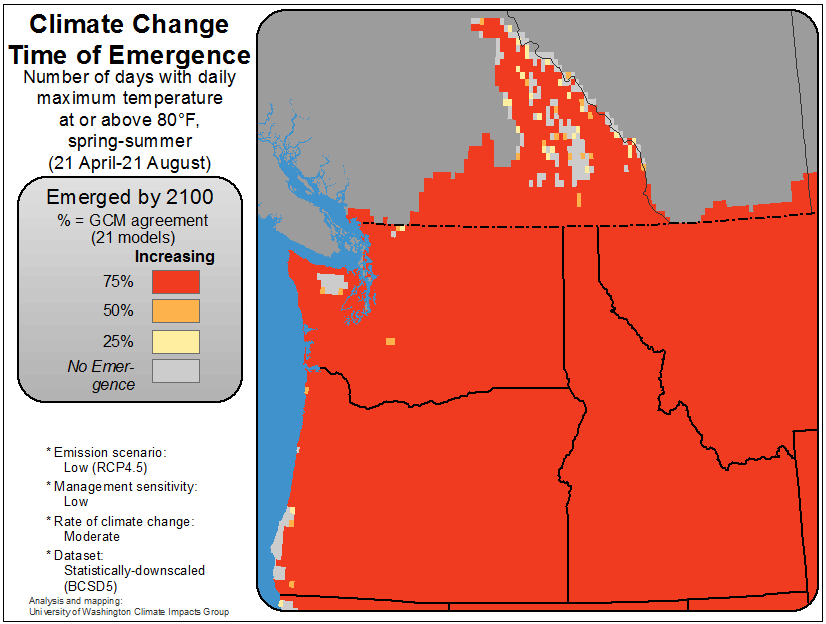 Climate Change
Time of Emergence
Number of days with daily
maximum temperature
at or above 80°F,
spring-summer
(21 April-21 August)
Emerged by 2100
% = GCM agreement
(21 models)
Increasing
75%
50%
25%
No Emer-
gence
* Emission scenario:
Low (RCP4.5)
* Management sensitivity:
Low
* Rate of climate change:
Moderate
* Dataset:
Statistically-downscaled
(BCSD5)
Analysis and mapping:
University of Washington Climate Impacts Group